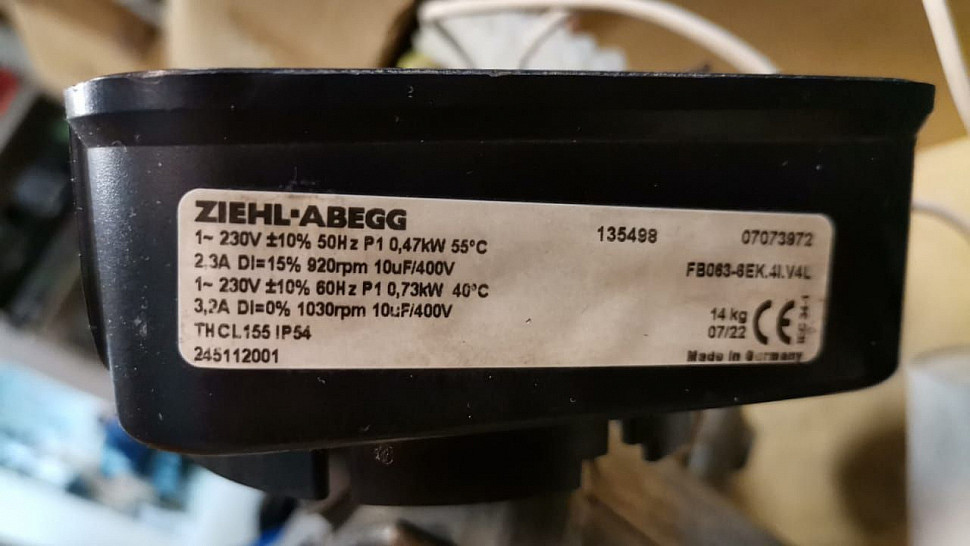 ZIEHL-ABEGG
1~ 230V ±10% 50Hz P1 0,47kW 55°C
2,3A DI=15% 920rpm 10uF/400V
1~ 230V ±10% 60Hz P1 0,73kW 40°C
DI=0% 1030rpm 10uF/400V
THCL155 IP54
245112001
135498 07073972
FB063-6EK.4I.V4L
14 kg
07/22 CE
Made in Germany